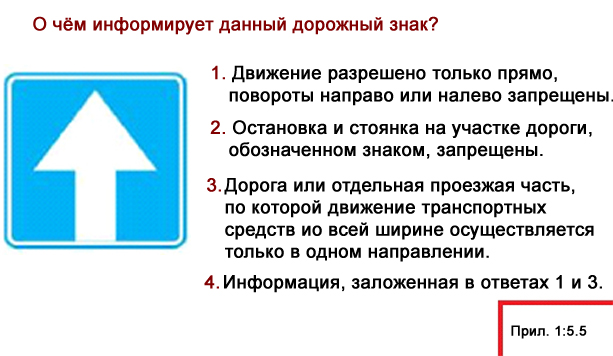 О чём информирует данный дорожный знак?
1. Движение разрешено только прямо,
повороты направо или налево запрещены.
2. Остановка и стоянка на участке дороги,
обозначенном знаком, запрещены.
3. Дорога или отдельная проезжая часть,
по которой движение транспортных
средств ио всей ширине осуществляется
только в одном направлении.
4. Информация, заложенная в ответах 1 и 3.
Прил. 1:5.5